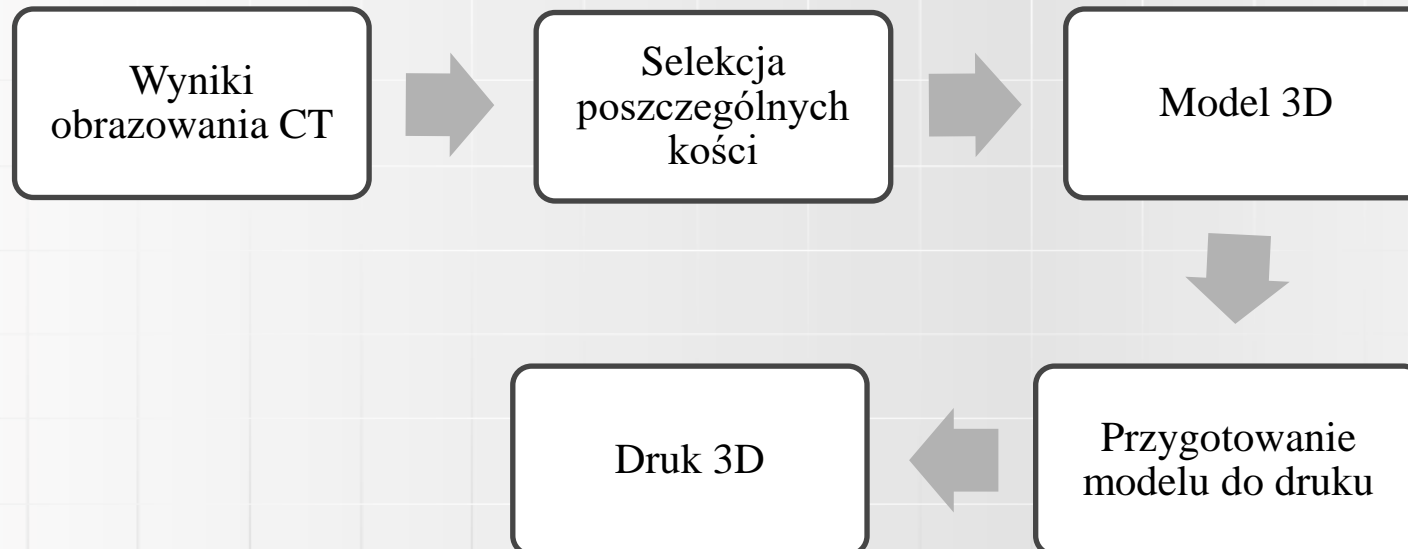 Wyniki
obrazowania CT
Selekcja
poszczególnych
kości
Model 3D
Przygotowanie
modelu do druku
Druk 3D